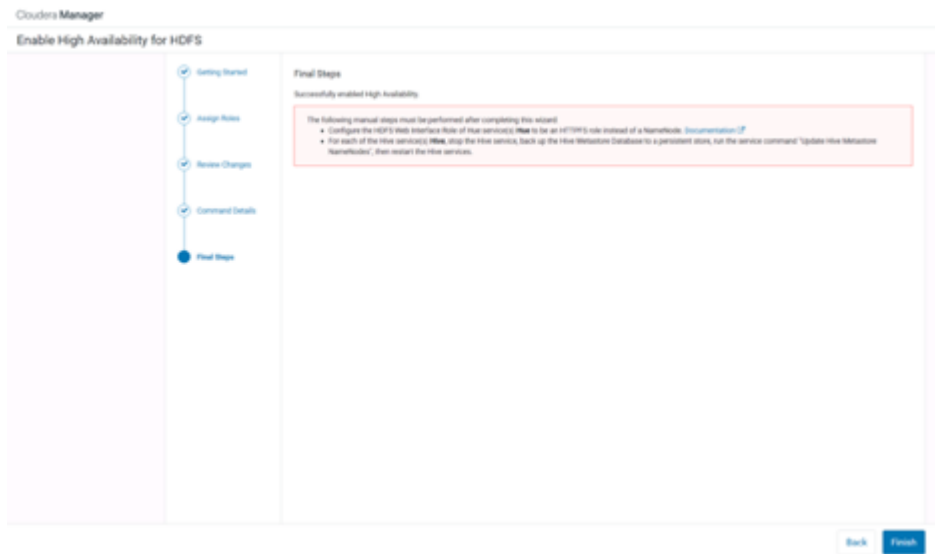 Cloudera Manager
Enable High Availability for HDFS
Getting Started
Assign Roles
Review Changes
Command Details
Final Steps
Final Steps
Successfully enabled High Availability.
The following manual steps must be performed after completing this wizard:
• Configure the HDFS Web Interface Role of Hue service(s) Hue to be an HTTPFS role instead of a NameNode. Documentation
• For each of the Hive service(s) Hive, stop the Hive service, back up the Hive Metastore Database to a persistent store, run the service command "Update Hive Metastore
NameNodes", then restart the Hive services.
Back
Finish